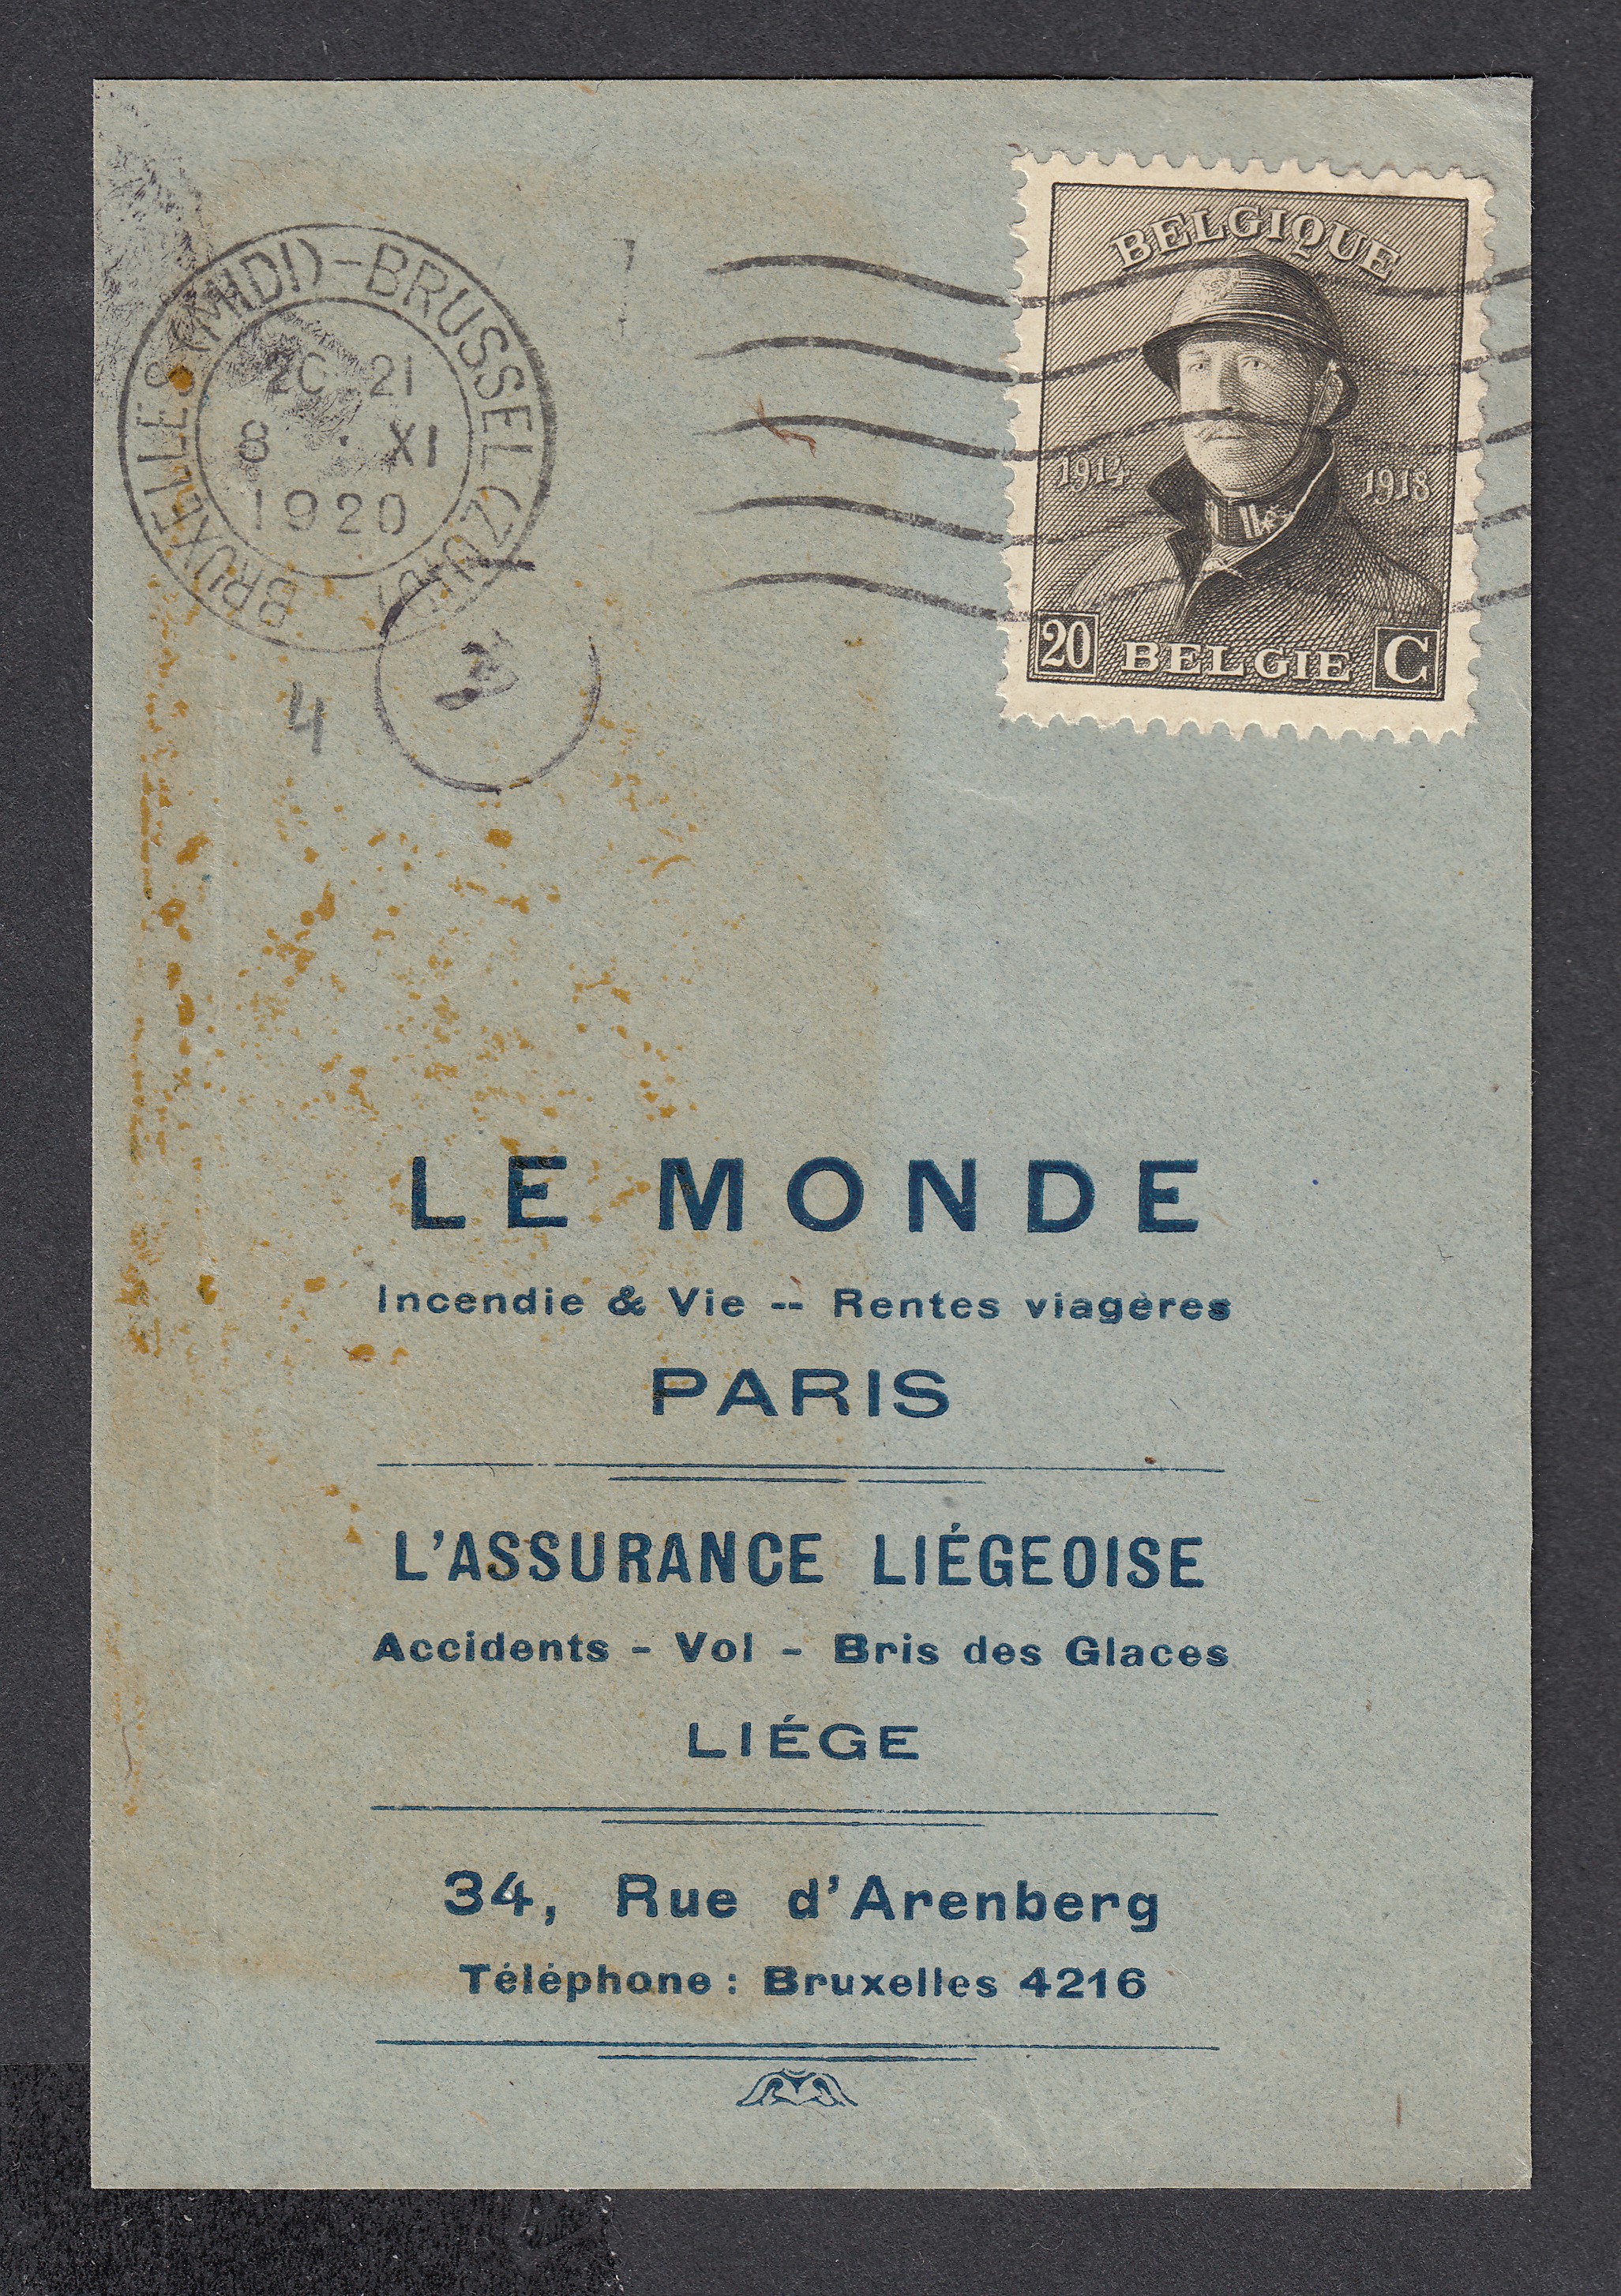 BRUXELLES (MIDI)-BRUSSEL (ZUID)
20-21
8 · XI
1920
4
BELGIQUE
1914 1918
20 BELGIE C
LE MONDE
Incendie & Vie -- Rentes viagères
PARIS
L'ASSURANCE LIÉGEOISE
Accidents - Vol - Bris des Glaces
LIÉGE
34, Rue d'Arenberg
Téléphone : Bruxelles 4216